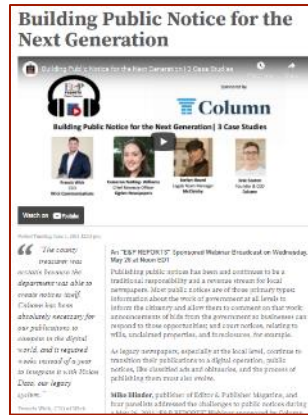 Building Public Notice for the
Next Generation
Building Public Notice for the Next Generation | 3 Case Studies
E&P
REPORTS
Sponsored by
Column
Building Public Notice for the Next Generation| 3 Case Studies
Watch on YouTube
An "E&P REPORTS" Sponsored Webinar Broadcast on Wednesday,
May 26 at Noon EDT
Publishing public notices has been and continues to be a
traditional responsibility and a revenue stream for local
newspapers. Most public notices are of three primary types:
information about the work of government at all levels to
inform the citizenry and allow them to comment on that work;
announcements of bids from the government so businesses can
respond to those opportunities; and court notices, relating to
wills, unclaimed properties, and foreclosures, for example.
As legacy newspapers, especially at the local level, continue to
transition their publications to a digital operation, public
notices, like classified ads and obituaries, and the process of
publishing them must also evolve.
Mike Blinder, publisher of Editor & Publisher Magazine, and
four panelists addressed the challenges to public notices during
"The county
treasurer was
ecstatic because the
department was able to
create notices itself.
Column has been
absolutely necessary for
our publications to
compete in the digital
world, and it required
weeks instead of a year
to integrate it with
our legacy
system."